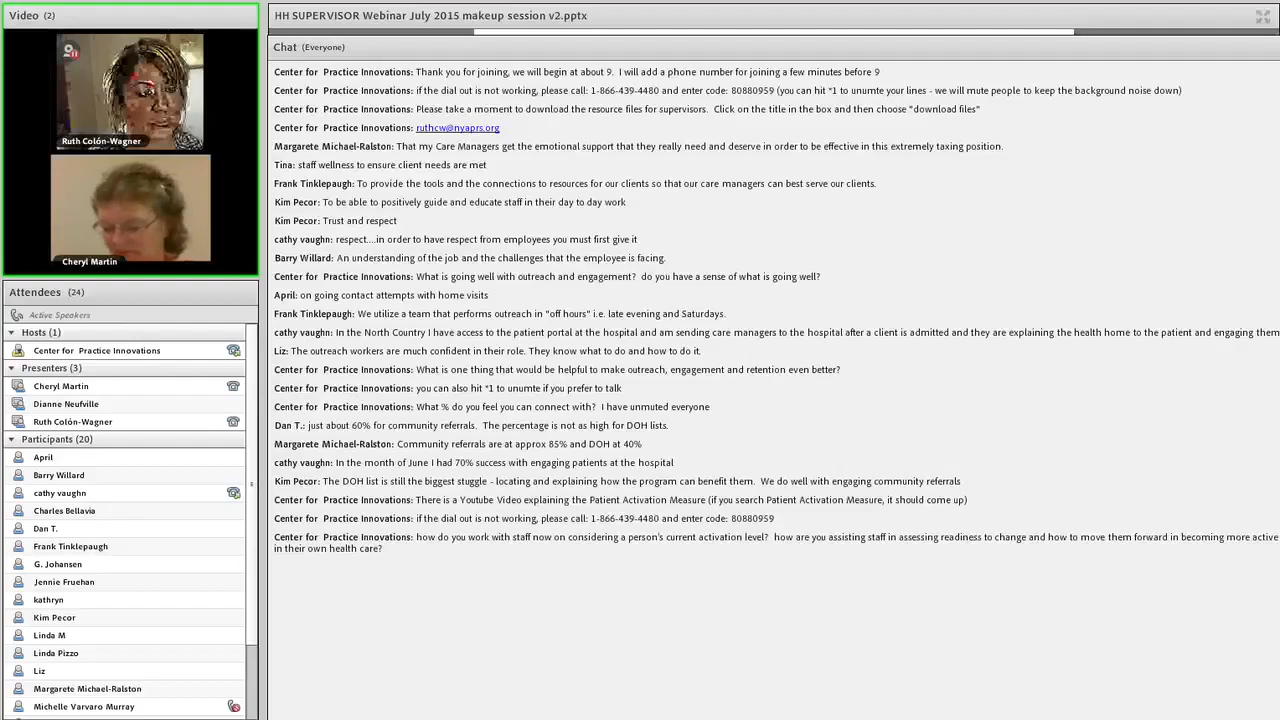 Video (2)
Ruth Colón-Wagner
Cheryl Martin
Attendees (24)
Active Speakers
Hosts (1)
Center for Practice Innovations
Presenters (3)
Cheryl Martin
Dianne Neufville
Ruth Colón-Wagner
Participants (20)
April
Barry Willard
cathy vaughn
Charles Bellavia
Dan T.
Frank Tinklepaugh
G. Johansen
Jennie Fruehan
kathryn
Kim Pecor
Linda M
Linda Pizzo
Liz
Margarete Michael-Ralston
Michelle Varvaro Murray
HH SUPERVISOR Webinar July 2015 makeup session v2.pptx
Chat (Everyone)
Center for Practice Innovations: Thank you for joining, we will begin at about 9. I will add a phone number for joining a few minutes before 9
Center for Practice Innovations: if the dial out is not working, please call: 1-866-439-4480 and enter code: 80880959 (you can hit *1 to unumte your lines - we will mute people to keep the background noise down)
Center for Practice Innovations: Please take a moment to download the resource files for supervisors. Click on the title in the box and then choose "download files"
Center for Practice Innovations: ruthcw@nyaprs.org
Margarete Michael-Ralston: That my Care Managers get the emotional support that they really need and deserve in order to be effective in this extremely taxing position.
Tina: staff wellness to ensure client needs are met
Frank Tinklepaugh: To provide the tools and the connections to resources for our clients so that our care managers can best serve our clients.
Kim Pecor: To be able to positively guide and educate staff in their day to day work
Kim Pecor: Trust and respect
cathy vaughn: respect....in order to have respect from employees you must first give it
Barry Willard: An understanding of the job and the challenges that the employee is facing.
Center for Practice Innovations: What is going well with outreach and engagement? do you have a sense of what is going well?
April: on going contact attempts with home visits
Frank Tinklepaugh: We utilize a team that performs outreach in "off hours" i.e. late evening and Saturdays.
cathy vaughn: In the North Country I have access to the patient portal at the hospital and am sending care managers to the hospital after a client is admitted and they are explaining the health home to the patient and engaging them
Liz: The outreach workers are much confident in their role. They know what to do and how to do it.
Center for Practice Innovations: What is one thing that would be helpful to make outreach, engagement and retention even better?
Center for Practice Innovations: you can also hit *1 to unumte if you prefer to talk
Center for Practice Innovations: What % do you feel you can connect with? I have unmuted everyone
Dan T.: just about 60% for community referrals. The percentage is not as high for DOH lists.
Margarete Michael-Ralston: Community referrals are at approx 85% and DOH at 40%
cathy vaughn: In the month of June I had 70% success with engaging patients at the hospital
Kim Pecor: The DOH list is still the biggest stuggle - locating and explaining how the program can benefit them. We do well with engaging community referrals
Center for Practice Innovations: There is a Youtube Video explaining the Patient Activation Measure (if you search Patient Activation Measure, it should come up)
Center for Practice Innovations: if the dial out is not working, please call: 1-866-439-4480 and enter code: 80880959
Center for Practice Innovations: how do you work with staff now on considering a person's current activation level? how are you assisting staff in assessing readiness to change and how to move them forward in becoming more active
in their own health care?